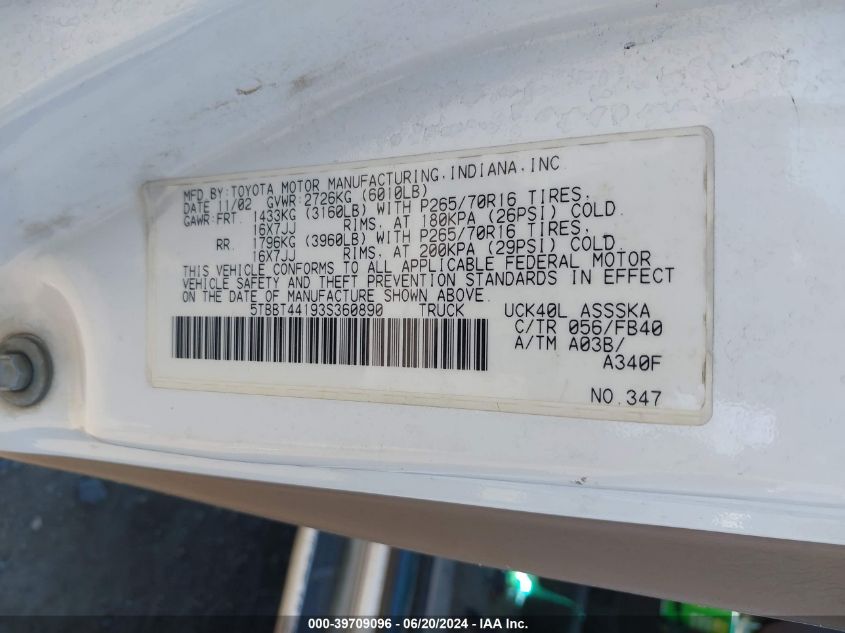 MFD.BY:TOYOTA MOTOR MANUFACTURING,INDIANA,INC
DATE 11/02 GVWR:2726KG (6010LB)
GAWR:FRT 1433KG (3160LB) WITH P265/70R16 TIRES,
16X7JJ RIMS, AT 180KPA (26PSI) COLD.
RR 1796KG (3960LB) WITH P265/70R16 TIRES,
16X7JJ RIMS, AT 200KPA (29PSI) COLD.
THIS VEHICLE CONFORMS TO ALL APPLICABLE FEDERAL MOTOR
VEHICLE SAFETY AND THEFT PREVENTION STANDARDS IN EFFECT
ON THE DATE OF MANUFACTURE SHOWN ABOVE.
5TBBT44193S360890 TRUCK UCK40L ASSSKA
C/TR 056/FB40
A/TM A03B/
A340F
NO.347
000-39709096 - 06/20/2024 - IAA Inc.